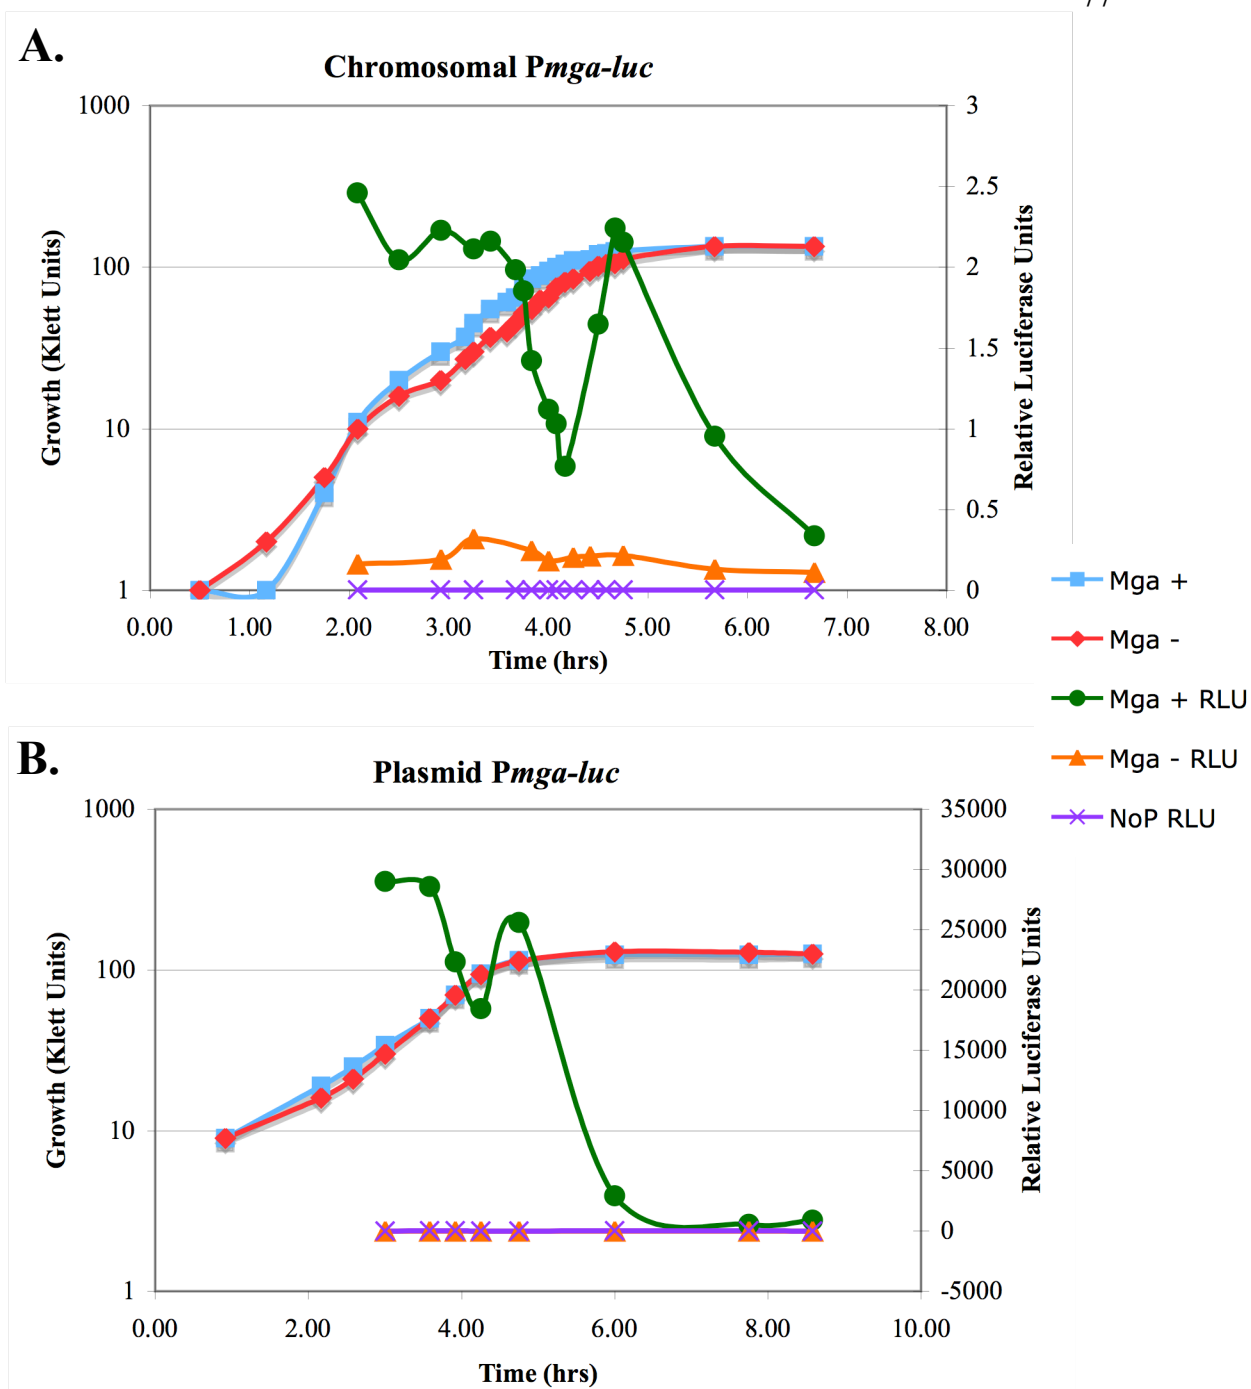 A.
Chromosomal Pmga-luc
1000
100
10
1
3
2.5
2
1.5
1
0.5
0
Growth (Klett Units)
Relative Luciferase Units
0.00 1.00 2.00 3.00 4.00 5.00 6.00 7.00 8.00
Time (hrs)
Mga +
Mga -
Mga + RLU
Mga - RLU
NoP RLU
B.
Plasmid Pmga-luc
1000
100
10
1
35000
30000
25000
20000
15000
10000
5000
0
-5000
Growth (Klett Units)
Relative Luciferase Units
0.00 2.00 4.00 6.00 8.00 10.00
Time (hrs)